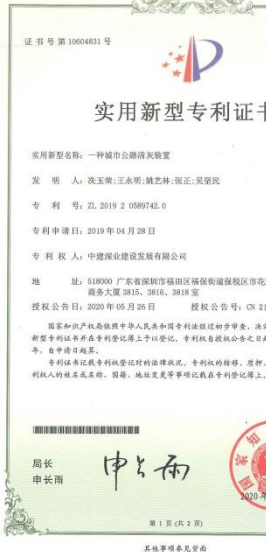 证书号第10604831号
实用新型专利证书
实用新型名称：一种城市公路清灰装置
发 明 人：冼玉荣;王永明;姚艺林;张正;吴坚民
专 利 号：ZL 2019 2 0589742.0
专利申请日：2019年04月28日
专 利 权 人：中建深业建设发展有限公司
地 址：518000 广东省深圳市福田区福保街道保税区市花
商务大厦3815、3816、3818室
授权公告日：2020年05月26日 授权公告号：CN 21
国家知识产权局依照中华人民共和国专利法经过初步审查，决
新型专利证书并在专利登记簿上予以登记。专利权自授权公告之日起
年，自申请日起算。
专利证书记载专利权登记时的法律状况。专利权的转移、质押、
利权人的姓名或名称、国籍、地址变更等事项记载在专利登记簿上。
局长
申长雨
申长雨
国家知
2020年
第 1 页 (共 2 页)
其他事项参见背面